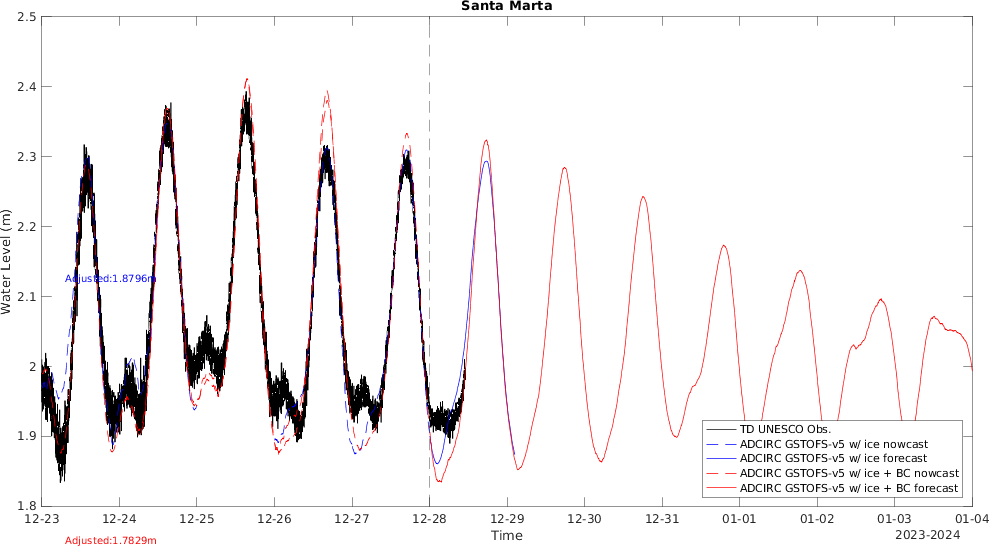 Santa Marta
2.5
2.4
2.3
2.2
2.1
2
1.9
1.8
Water Level (m)
Adjusted:1.8796m
TD UNESCO Obs.
ADCIRC GSTOFS-v5 w/ ice nowcast
ADCIRC GSTOFS-v5 w/ ice forecast
ADCIRC GSTOFS-v5 w/ ice + BC nowcast
ADCIRC GSTOFS-v5 w/ ice + BC forecast
12-23 12-24 12-25 12-26 12-27 12-28 12-29 12-30 12-31 01-01 01-02 01-03 01-04
Time
2023-2024
Adjusted:1.7829m